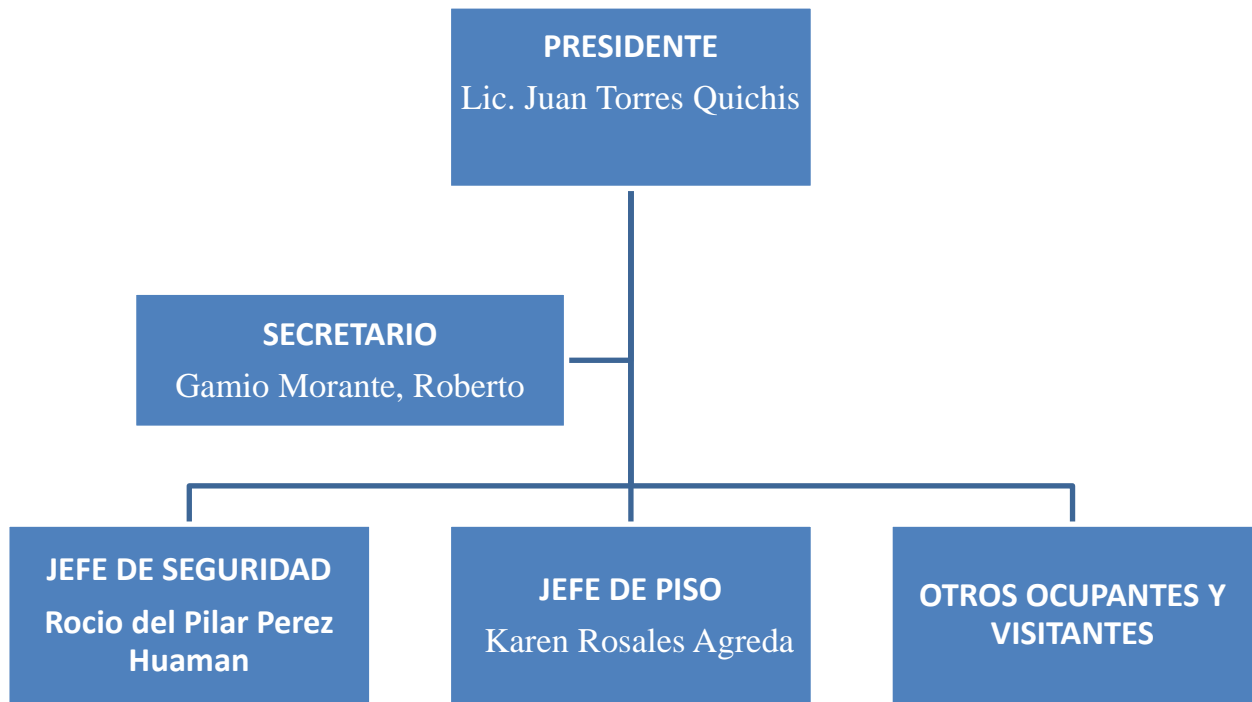 PRESIDENTE
Lic. Juan Torres Quichis
SECRETARIO
Gamio Morante, Roberto
JEFE DE SEGURIDAD
Rocio del Pilar Perez
Huaman
JEFE DE PISO
Karen Rosales Agreda
OTROS OCUPANTES Y
VISITANTES